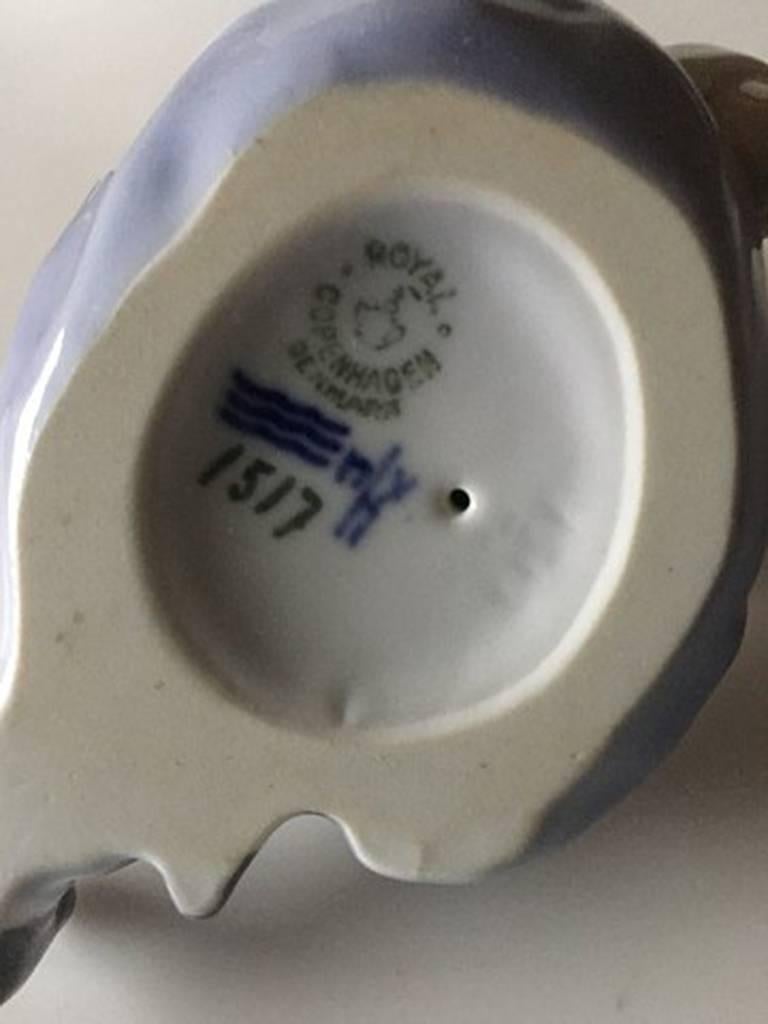 ROYAL
COPENHAGEN
DENMARK
1517